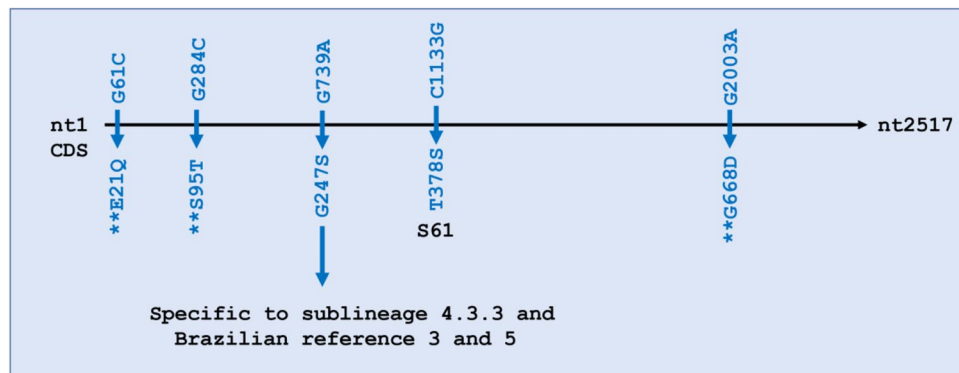 G61C
G284C
G739A
C1133G
G2003A
nt1
CDS
nt2517
**E21Q
**S95T
G247S
T378S
**G668D
S61
Specific to sublineage 4.3.3 and
Brazilian reference 3 and 5